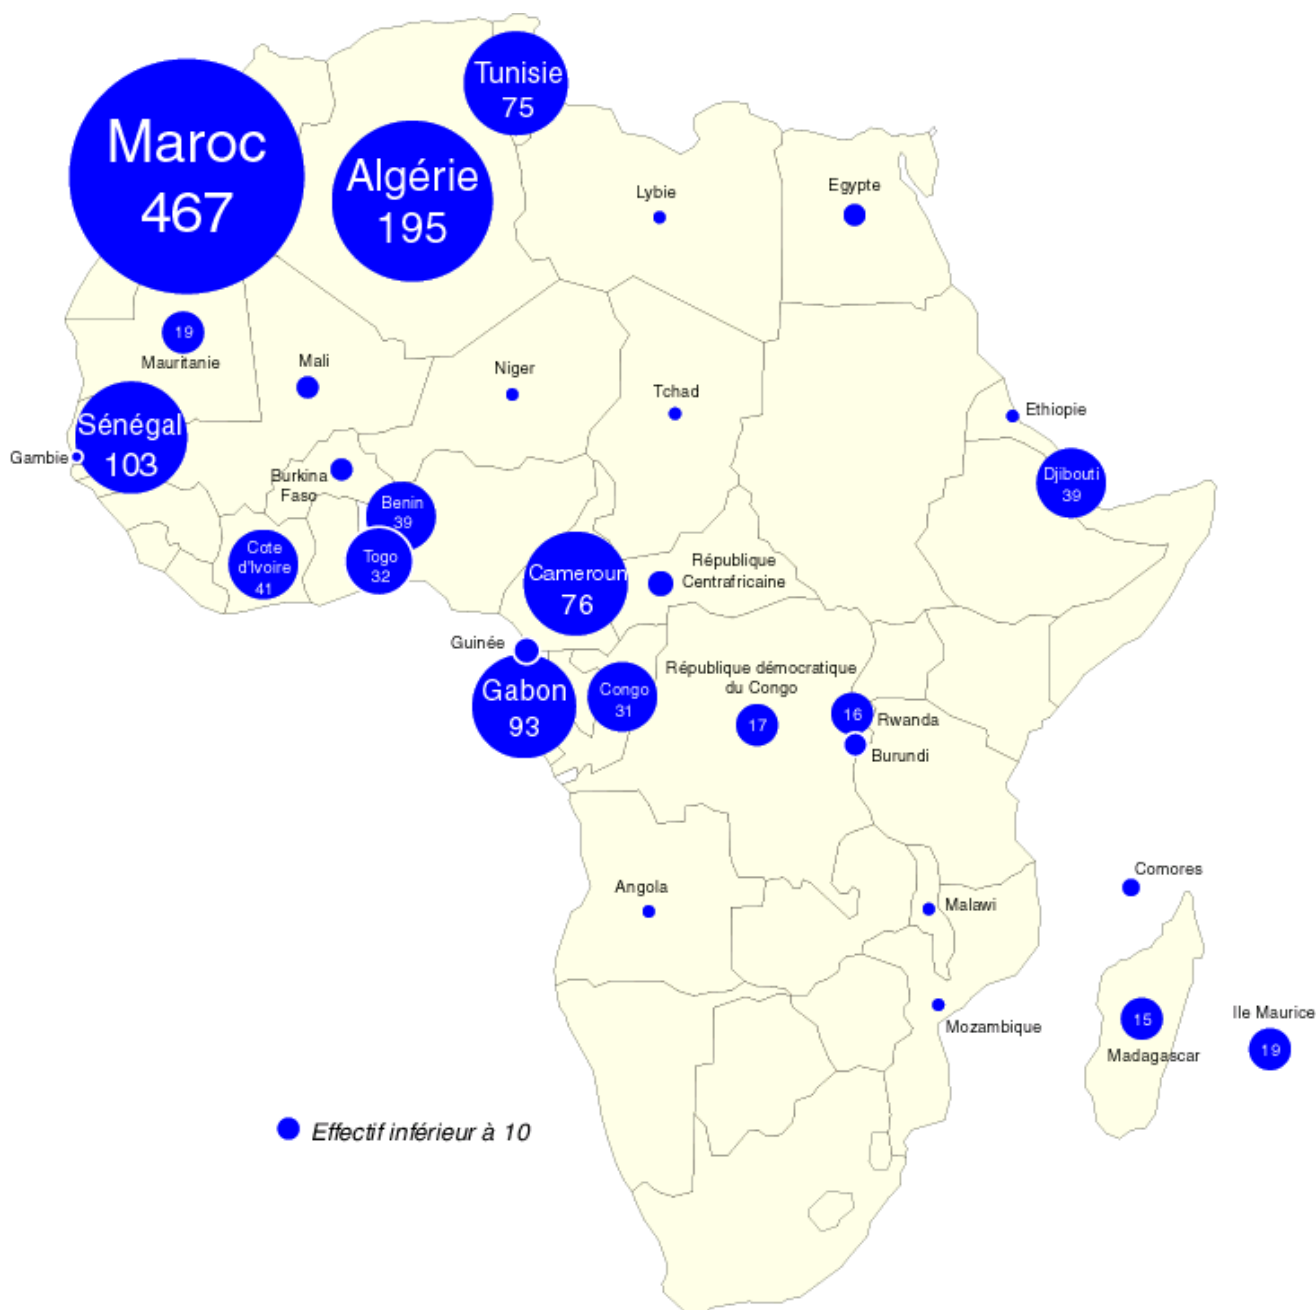 Tunisie
75
Maroc
467
Algérie
195
Lybie
Egypte
19
Mauritanie
Mali
Niger
Tchad
Ethiopie
Sénégal
103
Gambie
Burkina
Faso
Benin
39
Djibouti
39
Cote
d'Ivoire
41
Togo
32
Cameroun
76
République
Centrafricaine
Guinée
Gabon
93
Congo
31
République démocratique
du Congo
17
16
Rwanda
Burundi
Angola
Comores
Malawi
Mozambique
15
Madagascar
Ile Maurice
19
Effectif inférieur à 10